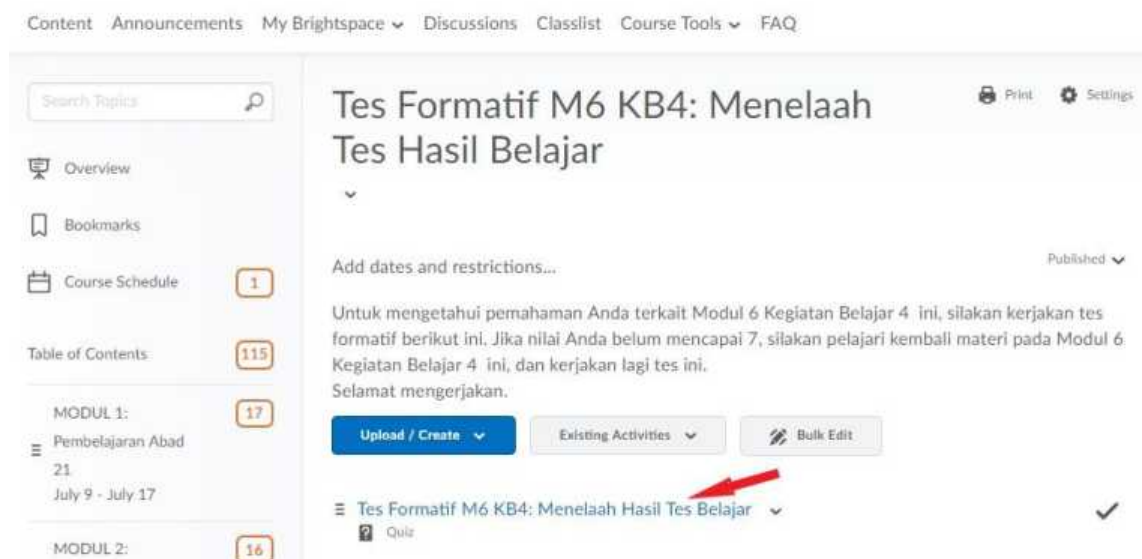 Content Announcements My Brightspace Discussions Classlist Course Tools FAQ
Search Topics
Overview
Bookmarks
Course Schedule 1
Table of Contents 115
MODUL 1: 17
Pembelajaran Abad
21
July 9 - July 17
MODUL 2: 16
Tes Formatif M6 KB4: Menelaah
Tes Hasil Belajar
Print Settings
Add dates and restrictions...
Published
Untuk mengetahui pemahaman Anda terkait Modul 6 Kegiatan Belajar 4 ini, silakan kerjakan tes
formatif berikut ini. Jika nilai Anda belum mencapai 7, silakan pelajari kembali materi pada Modul 6
Kegiatan Belajar 4 ini, dan kerjakan lagi tes ini.
Selamat mengerjakan.
Upload / Create Existing Activities Bulk Edit
Tes Formatif M6 KB4: Menelaah Hasil Tes Belajar
Quiz